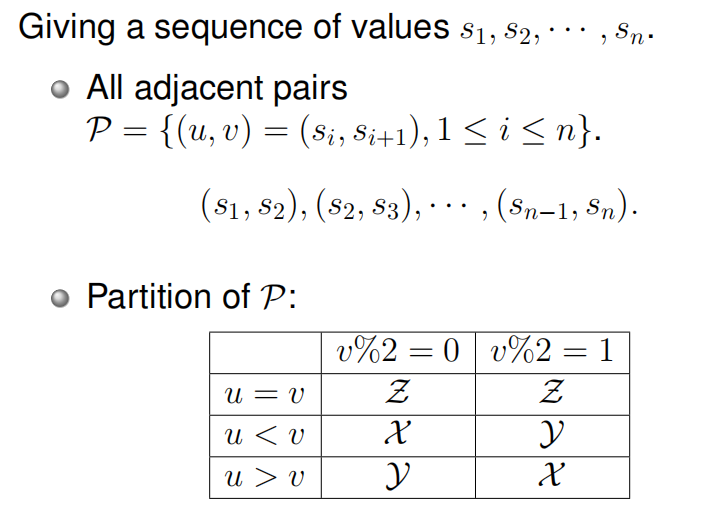 Giving a sequence of values $s_1, s_2, \cdots, s_n$.
All adjacent pairs
$\mathcal{P} = \{(u, v) = (s_i, s_{i+1}), 1 \leq i \leq n\}$.
$(s_1, s_2), (s_2, s_3), \cdots, (s_{n-1}, s_n)$.
Partition of $\mathcal{P}$:
$v\%2 = 0$ $v\%2 = 1$
$u = v$ $\mathcal{Z}$ $\mathcal{Z}$
$u < v$ $\mathcal{X}$ $\mathcal{Y}$
$u > v$ $\mathcal{Y}$ $\mathcal{X}$